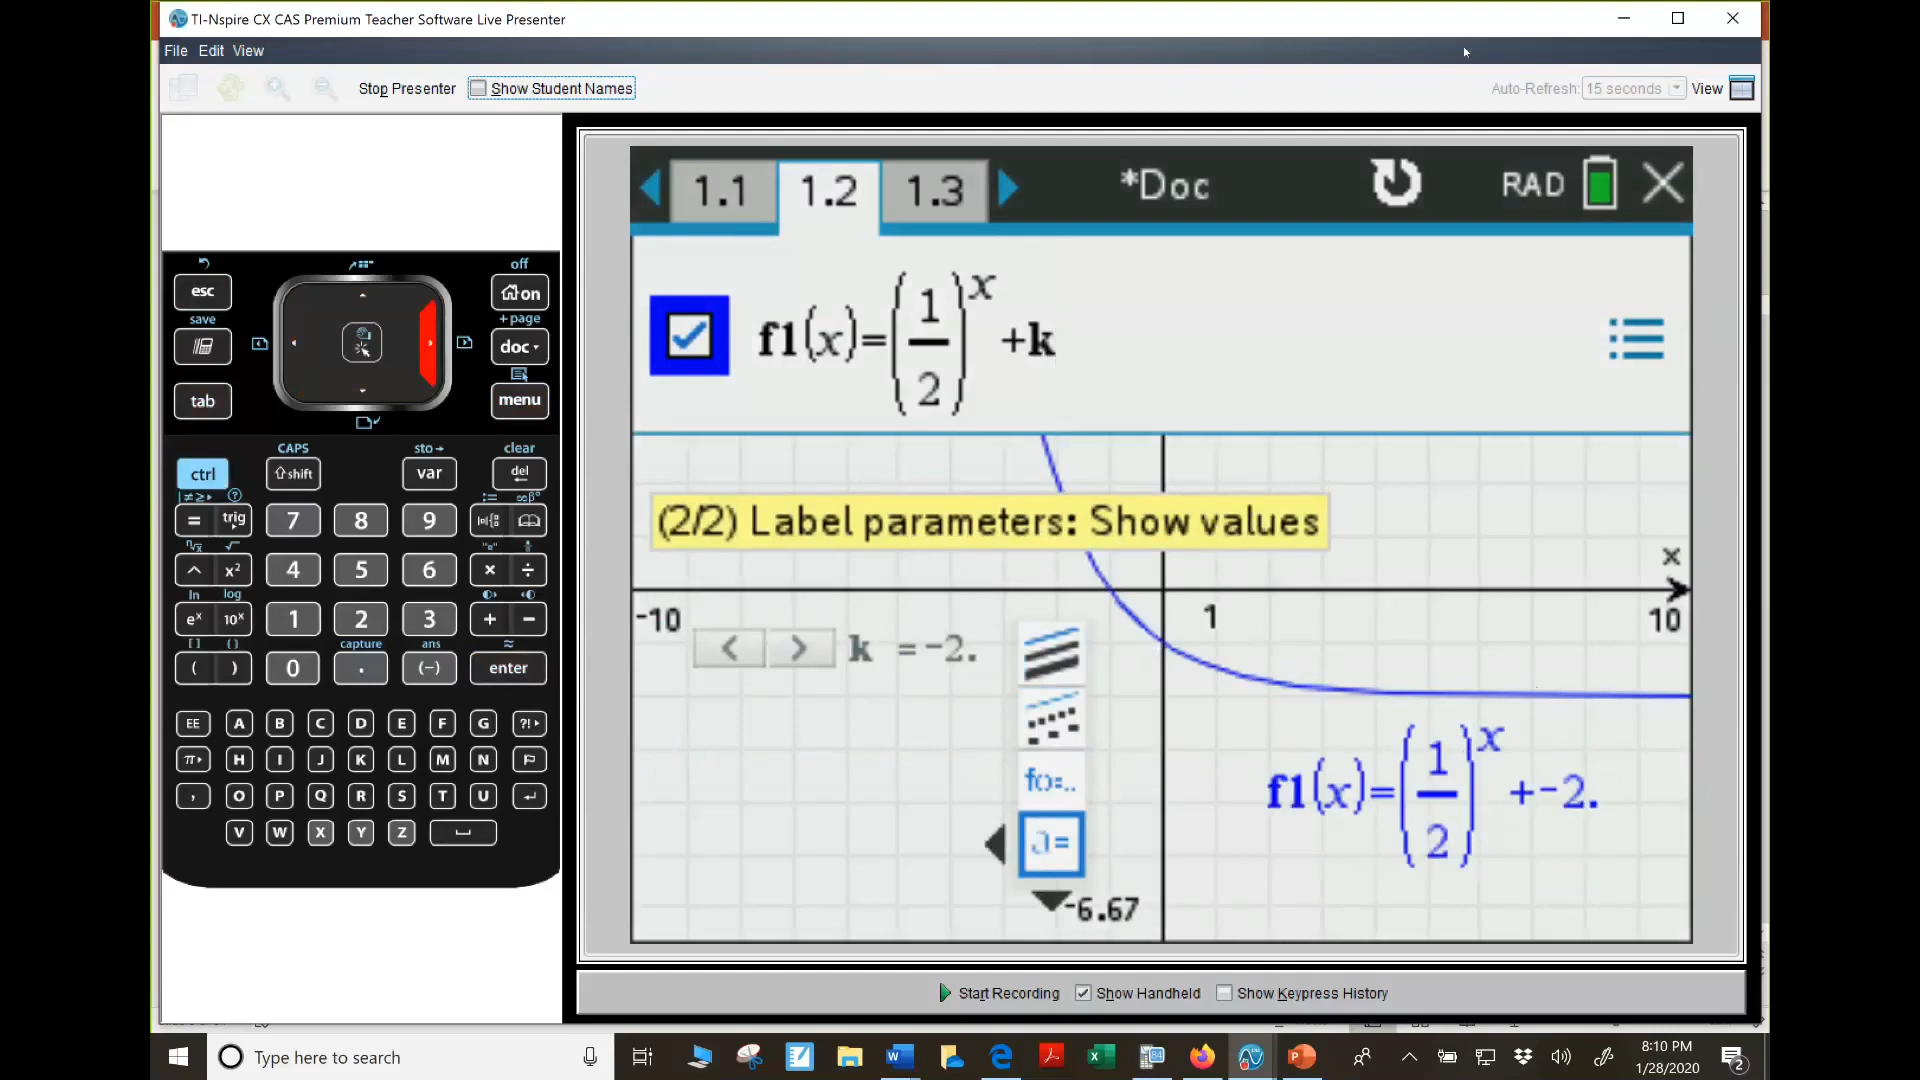 TI-Nspire CX CAS Premium Teacher Software Live Presenter
File Edit View
Stop Presenter Show Student Names Auto-Refresh: 15 seconds View
1.1 1.2 1.3 *Doc RAD
f1(x)=(1/2)^x +k
(2/2) Label parameters: Show values
x
-10 1 10
k =-2.
f1(x)=(1/2)^x +-2.
-6.67
off
esc on
save +page
doc
tab menu
CAPS sto→ clear
ctrl shift var del
= trig 7 8 9
^ x² 4 5 6 × ÷
ln log
eˣ 10ˣ 1 2 3 + −
[] {} capture ans ≈
( ) 0 . (−) enter
EE A B C D E F G ?!▸
π▸ H I J K L M N
, O P Q R S T U
V W X Y Z
Start Recording Show Handheld Show Keypress History
Type here to search
8:10 PM
1/28/2020
2